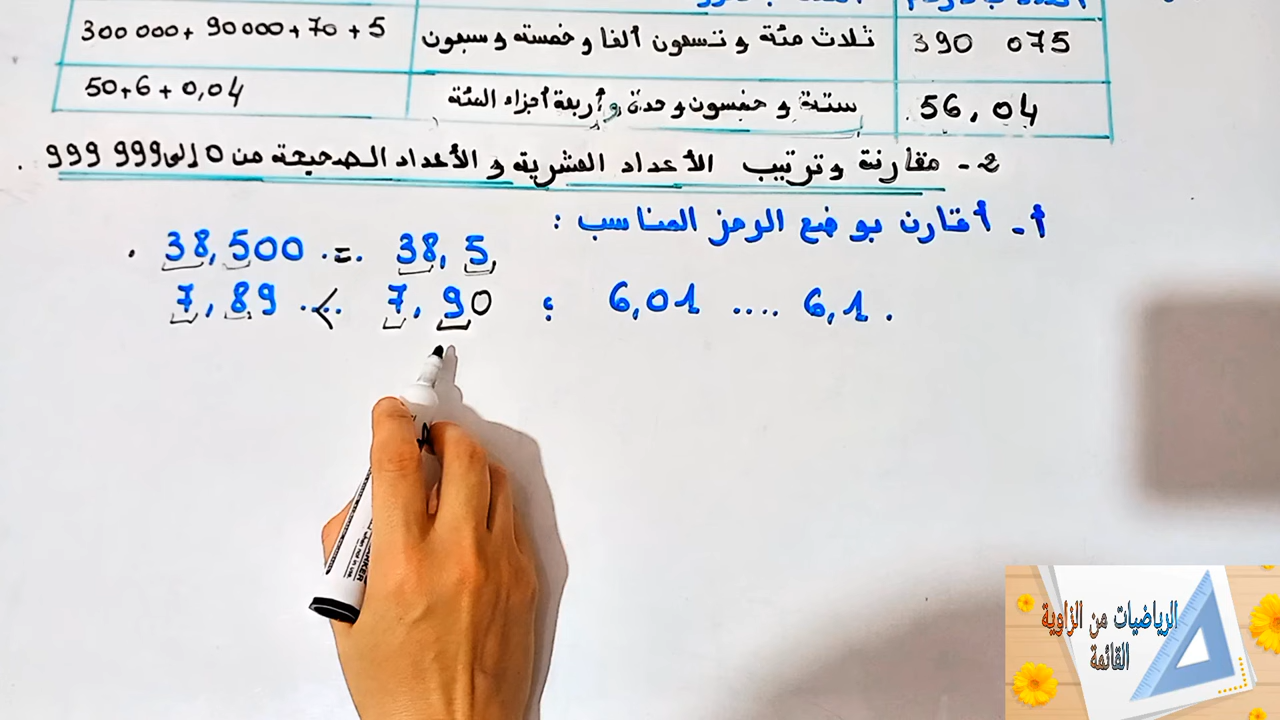 390 075 ثلاث مئة و تسعون ألفا و خمسة و سبعون 300 000 + 90 000 + 70 + 5
56,04 ستة و خمسون وحدة و أربعة أجزاء المئة 50 + 6 + 0,04
2 - مقارنة و ترتيب الأعداد العشرية و الأعداد الصحيحة من 0 إلى 999 999 .
أ - أقارن بوضع الرمز المناسب :
38,500 .=. 38,5
7,89 .<. 7,90 ; 6,01 .... 6,1 .
الرياضيات من الزاوية
القائمة